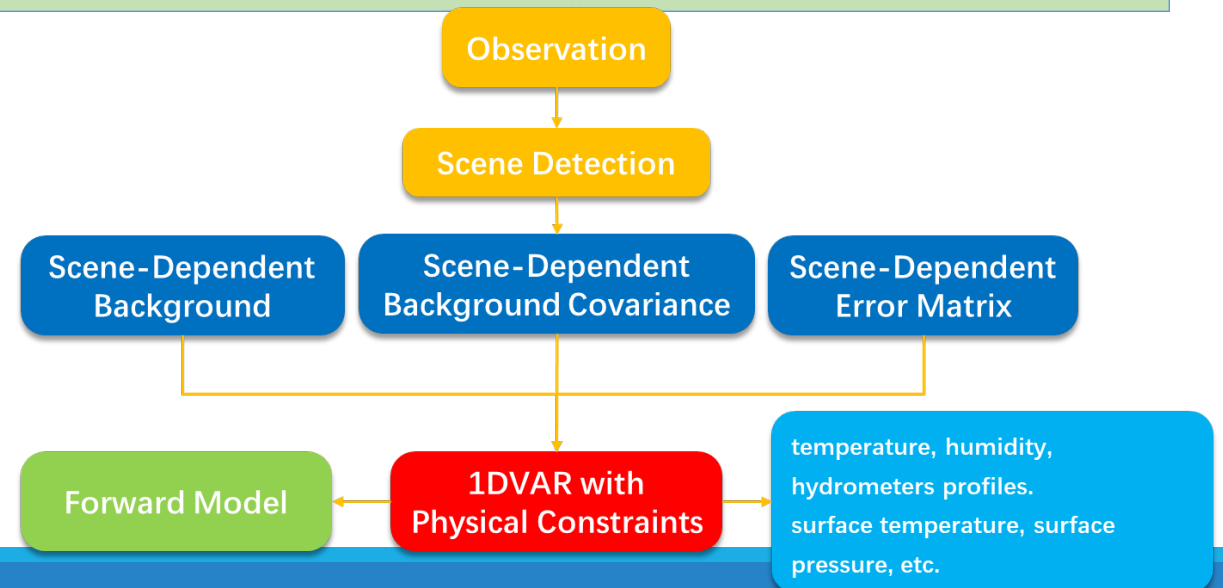 Observation
Scene Detection
Scene-Dependent
Background
Scene-Dependent
Background Covariance
Scene-Dependent
Error Matrix
Forward Model
1DVAR with
Physical Constraints
temperature, humidity,
hydrometers profiles.
surface temperature, surface
pressure, etc.